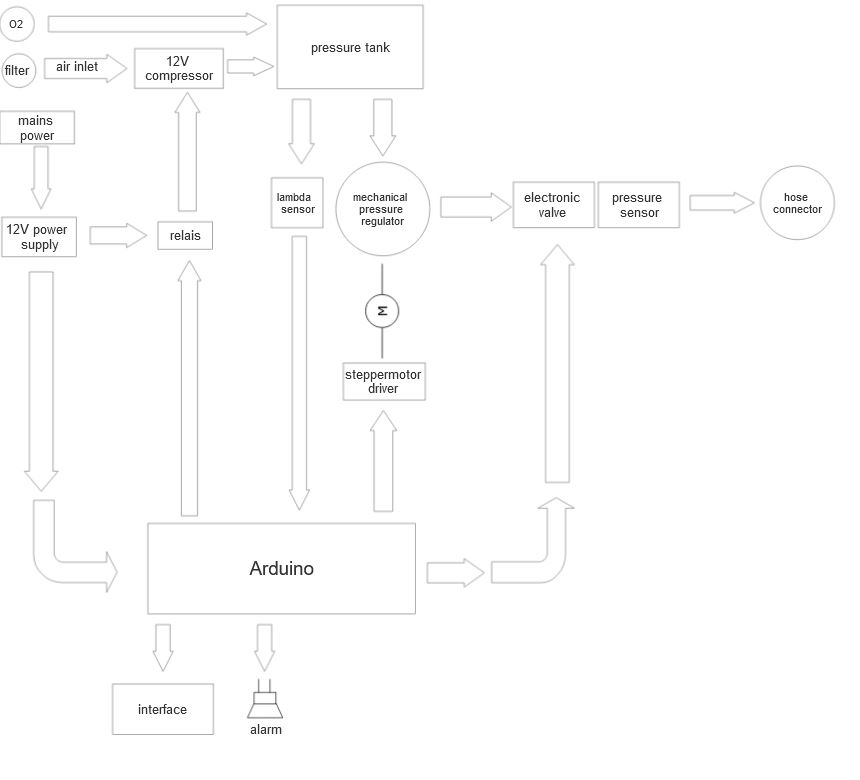 O2
pressure tank
filter
air inlet
12V
compressor
mains
power
12V power
supply
relais
lambda
sensor
mechanical
pressure
regulator
electronic
valve
pressure
sensor
hose
connector
Σ
steppermotor
driver
Arduino
interface
alarm